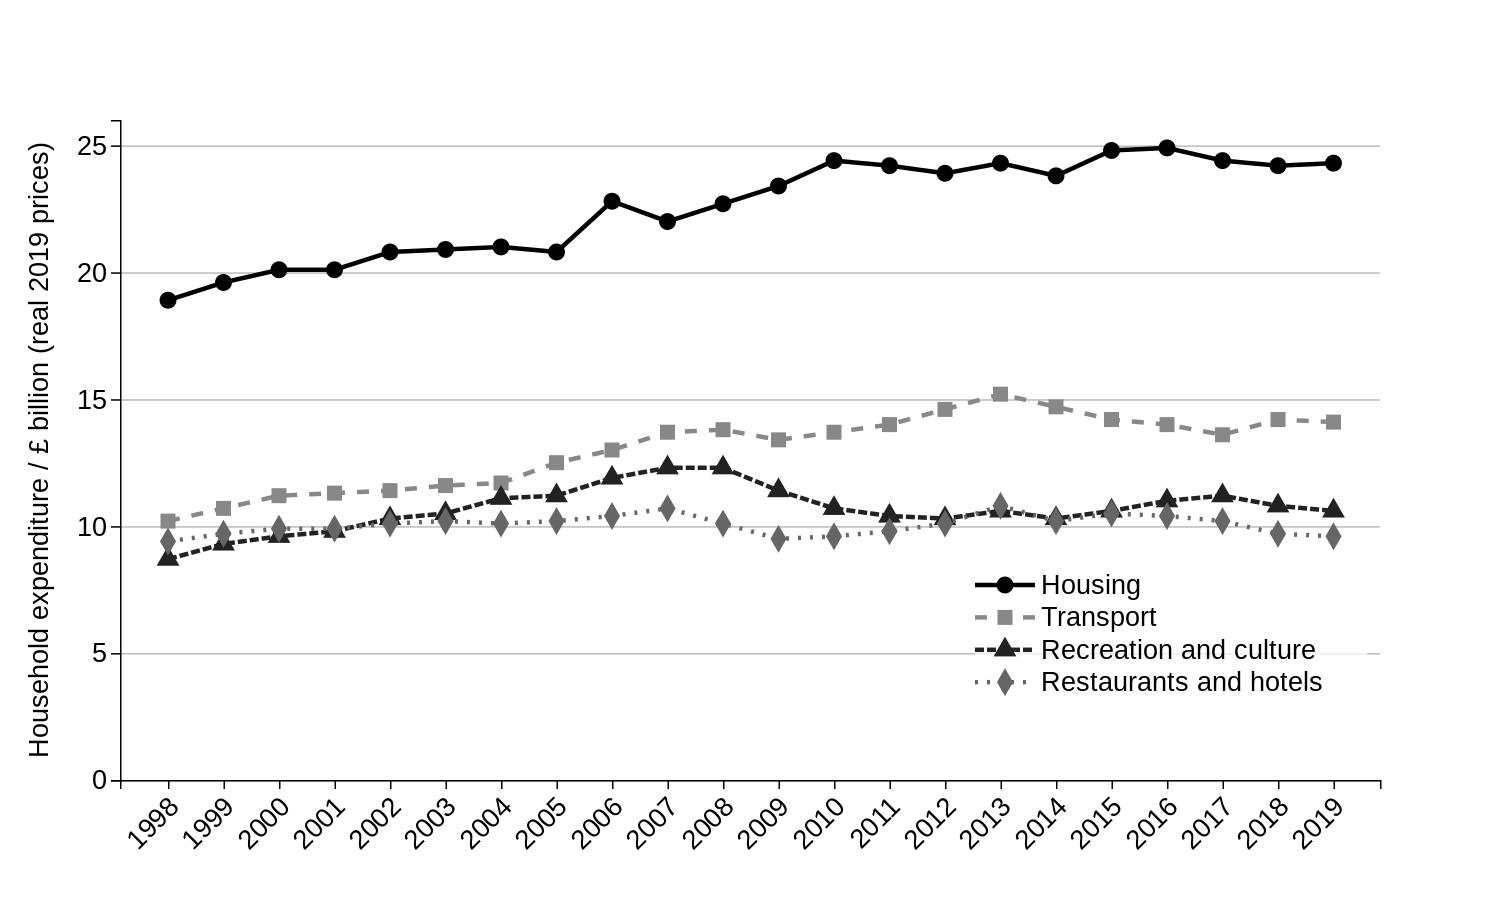 Household expenditure / £ billion (real 2019 prices)
25
20
15
10
5
0
Housing
Transport
Recreation and culture
Restaurants and hotels
1998 1999 2000 2001 2002 2003 2004 2005 2006 2007 2008 2009 2010 2011 2012 2013 2014 2015 2016 2017 2018 2019